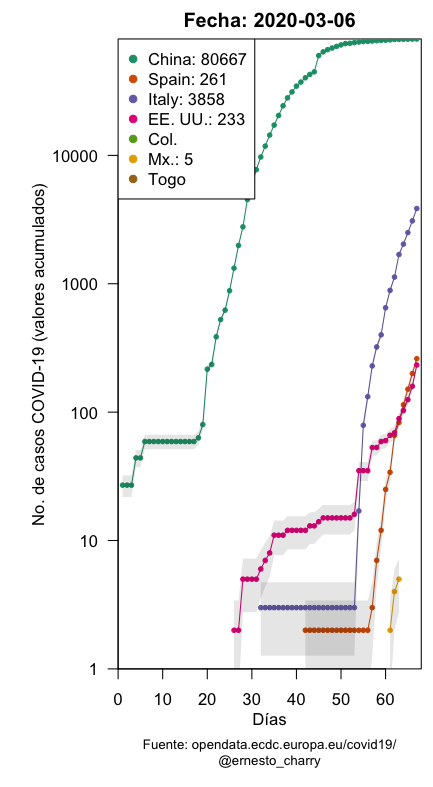 Fecha: 2020-03-06
China: 80667
Spain: 261
Italy: 3858
EE. UU.: 233
Col.
Mx.: 5
Togo
No. de casos COVID-19 (valores acumulados)
10000
1000
100
10
1
0 10 20 30 40 50 60
Días
Fuente: opendata.ecdc.europa.eu/covid19/
@ernesto_charry